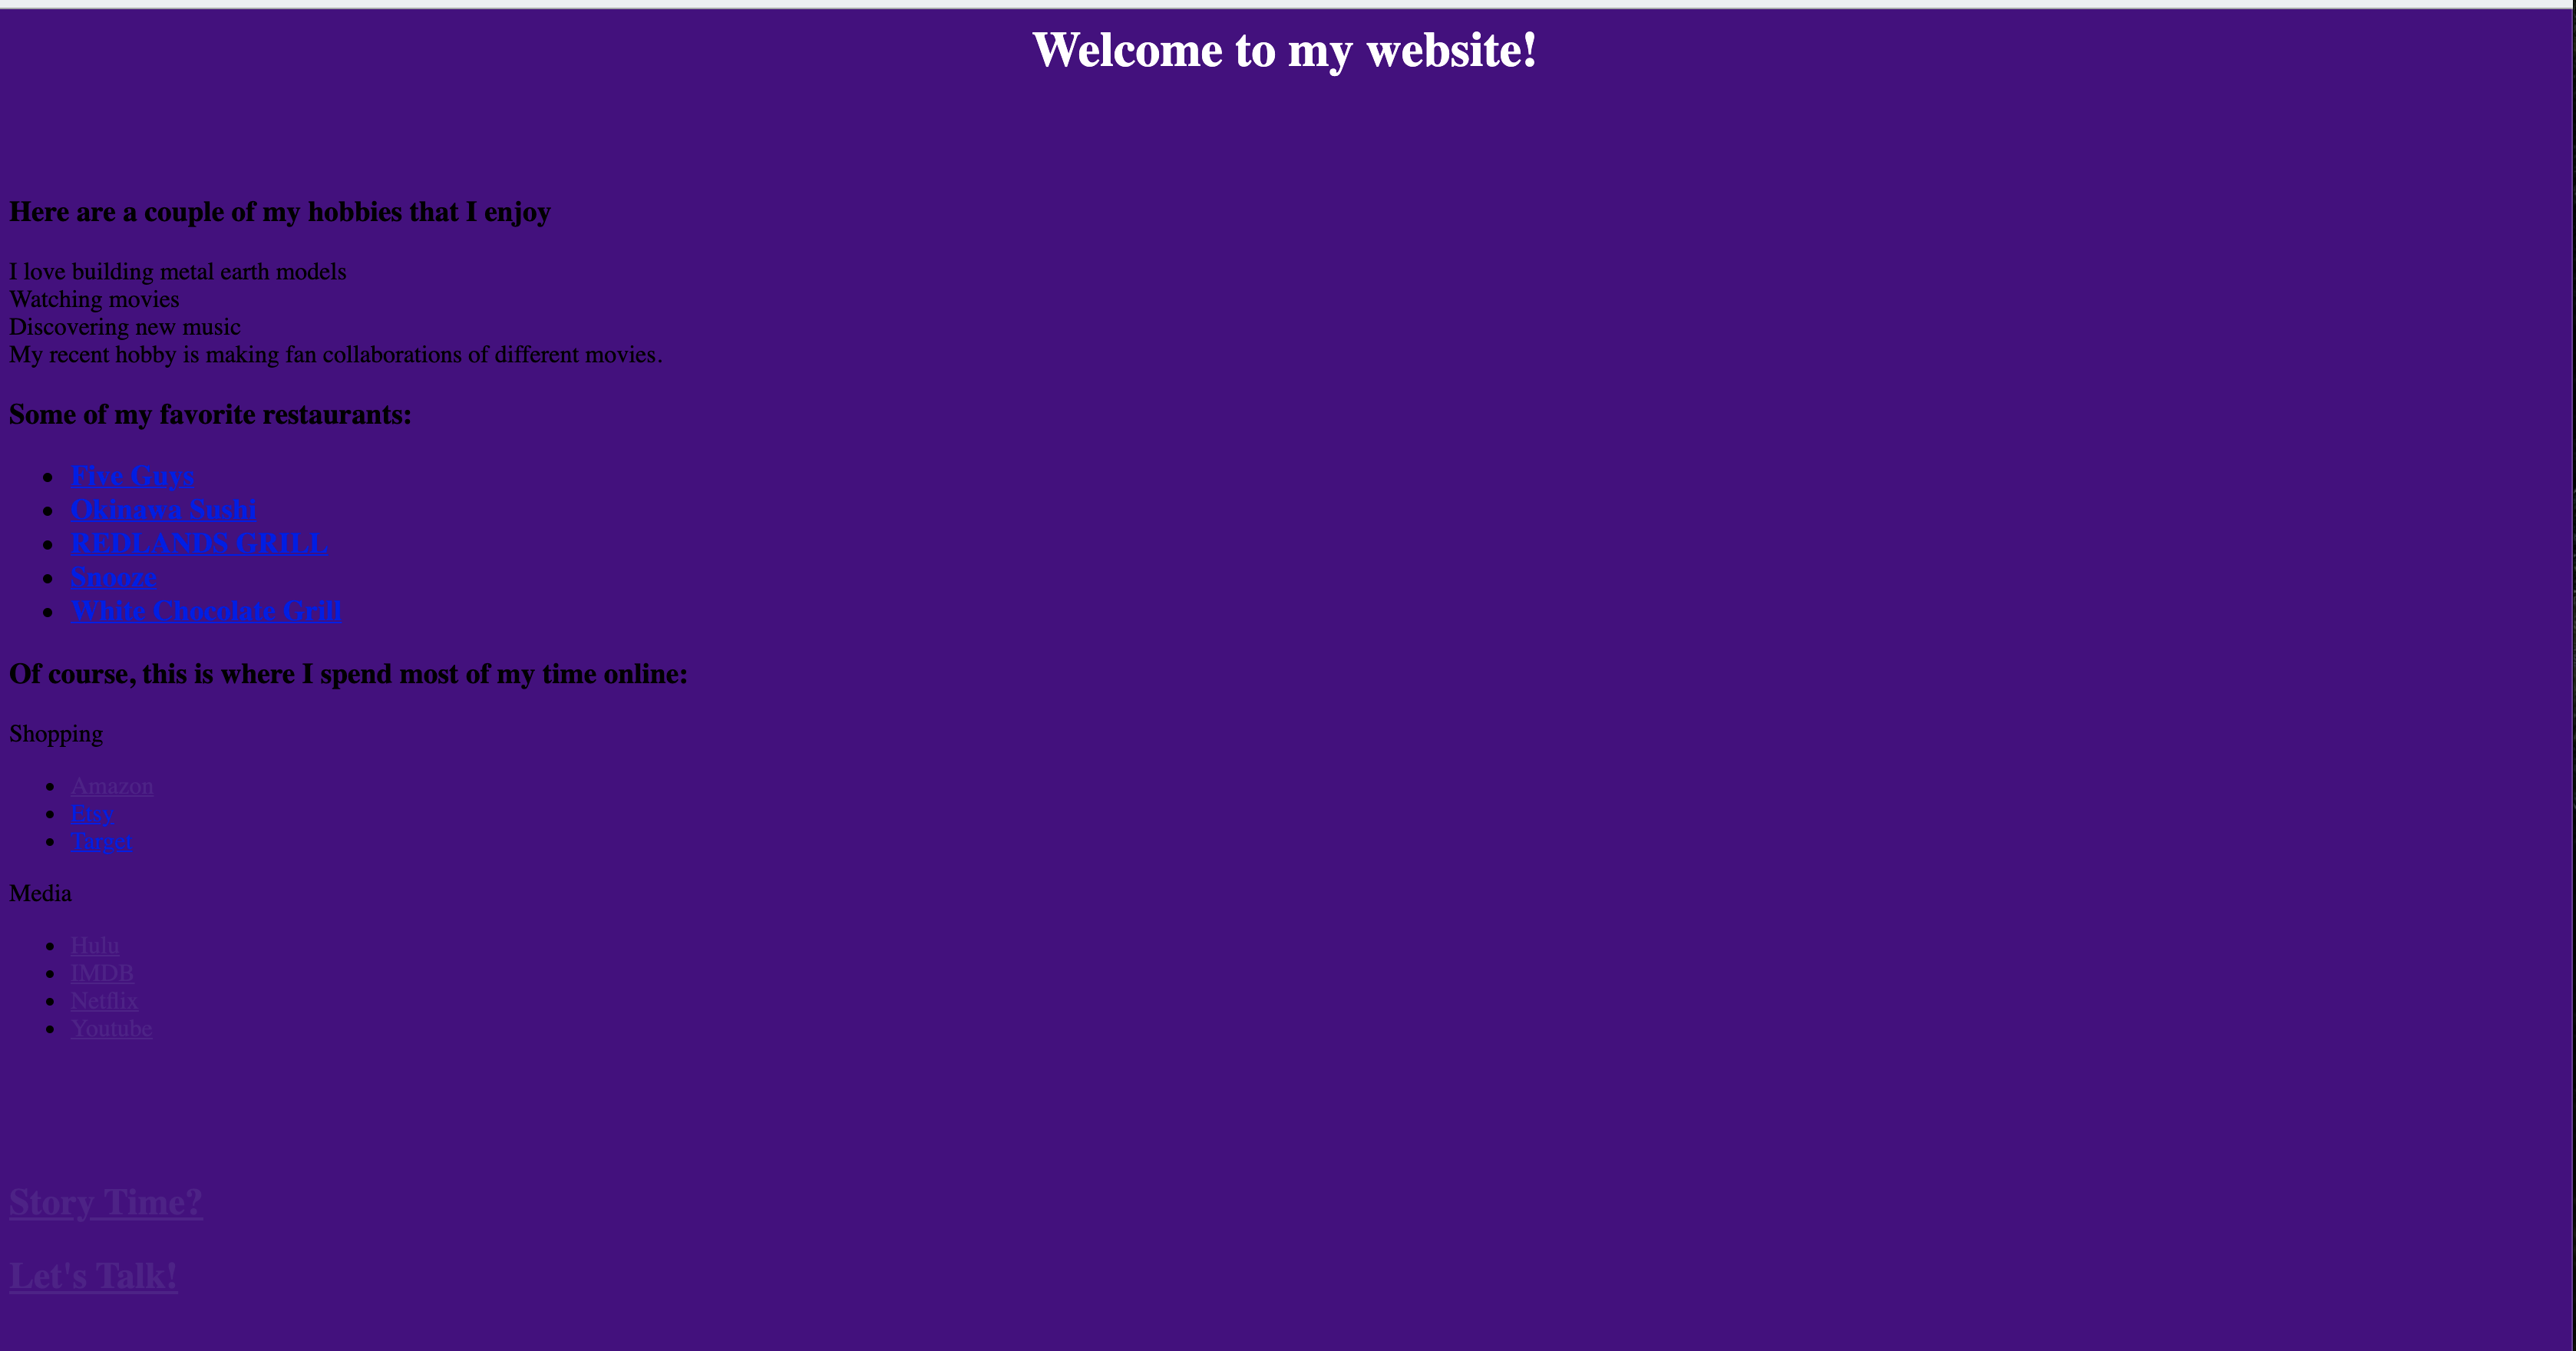 Welcome to my website!
Here are a couple of my hobbies that I enjoy
I love building metal earth models
Watching movies
Discovering new music
My recent hobby is making fan collaborations of different movies.
Some of my favorite restaurants:
Five Guys
Okinawa Sushi
REDLANDS GRILL
Snooze
White Chocolate Grill
Of course, this is where I spend most of my time online:
Shopping
Amazon
Etsy
Target
Media
Hulu
IMDB
Netflix
Youtube
Story Time?
Let's Talk!